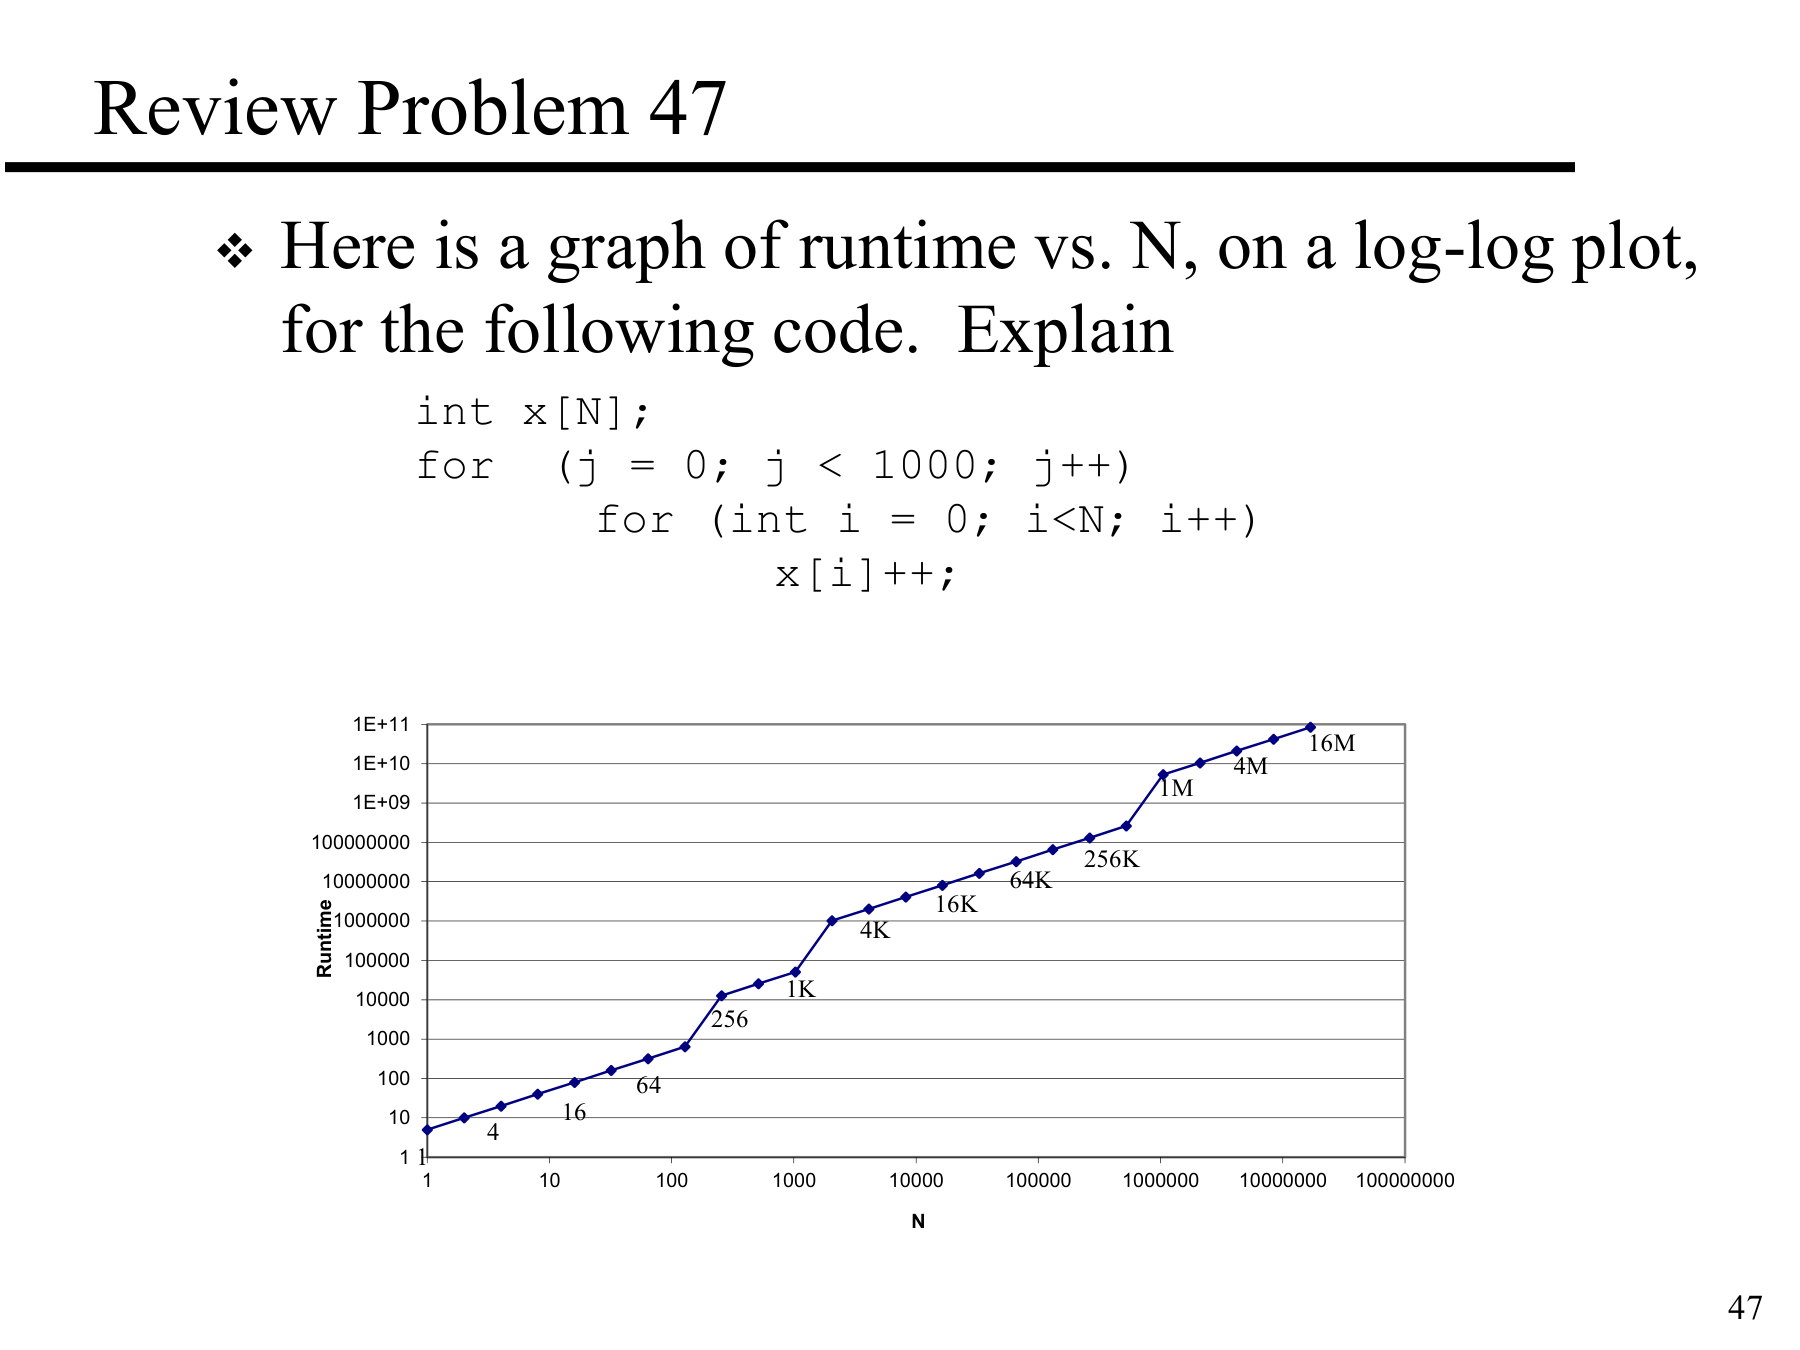 Review Problem 47
❖ Here is a graph of runtime vs. N, on a log-log plot,
for the following code.  Explain
int x[N];
for  (j = 0; j < 1000; j++)
for (int i = 0; i<N; i++)
x[i]++;
1E+11
1E+10
1E+09
100000000
10000000
1000000
100000
10000
1000
100
10
1
Runtime
1
4
16
64
256
1K
4K
16K
64K
256K
1M
4M
16M
1 10 100 1000 10000 100000 1000000 10000000 100000000
N
47